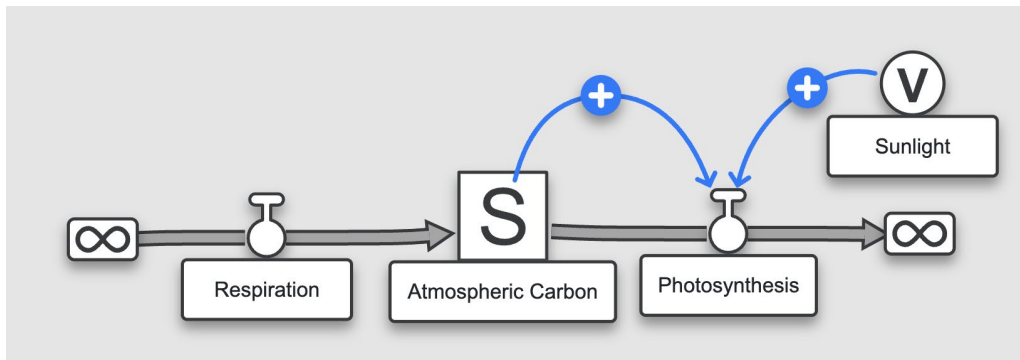 V
Sunlight
∞
Respiration
S
Atmospheric Carbon
Photosynthesis
∞